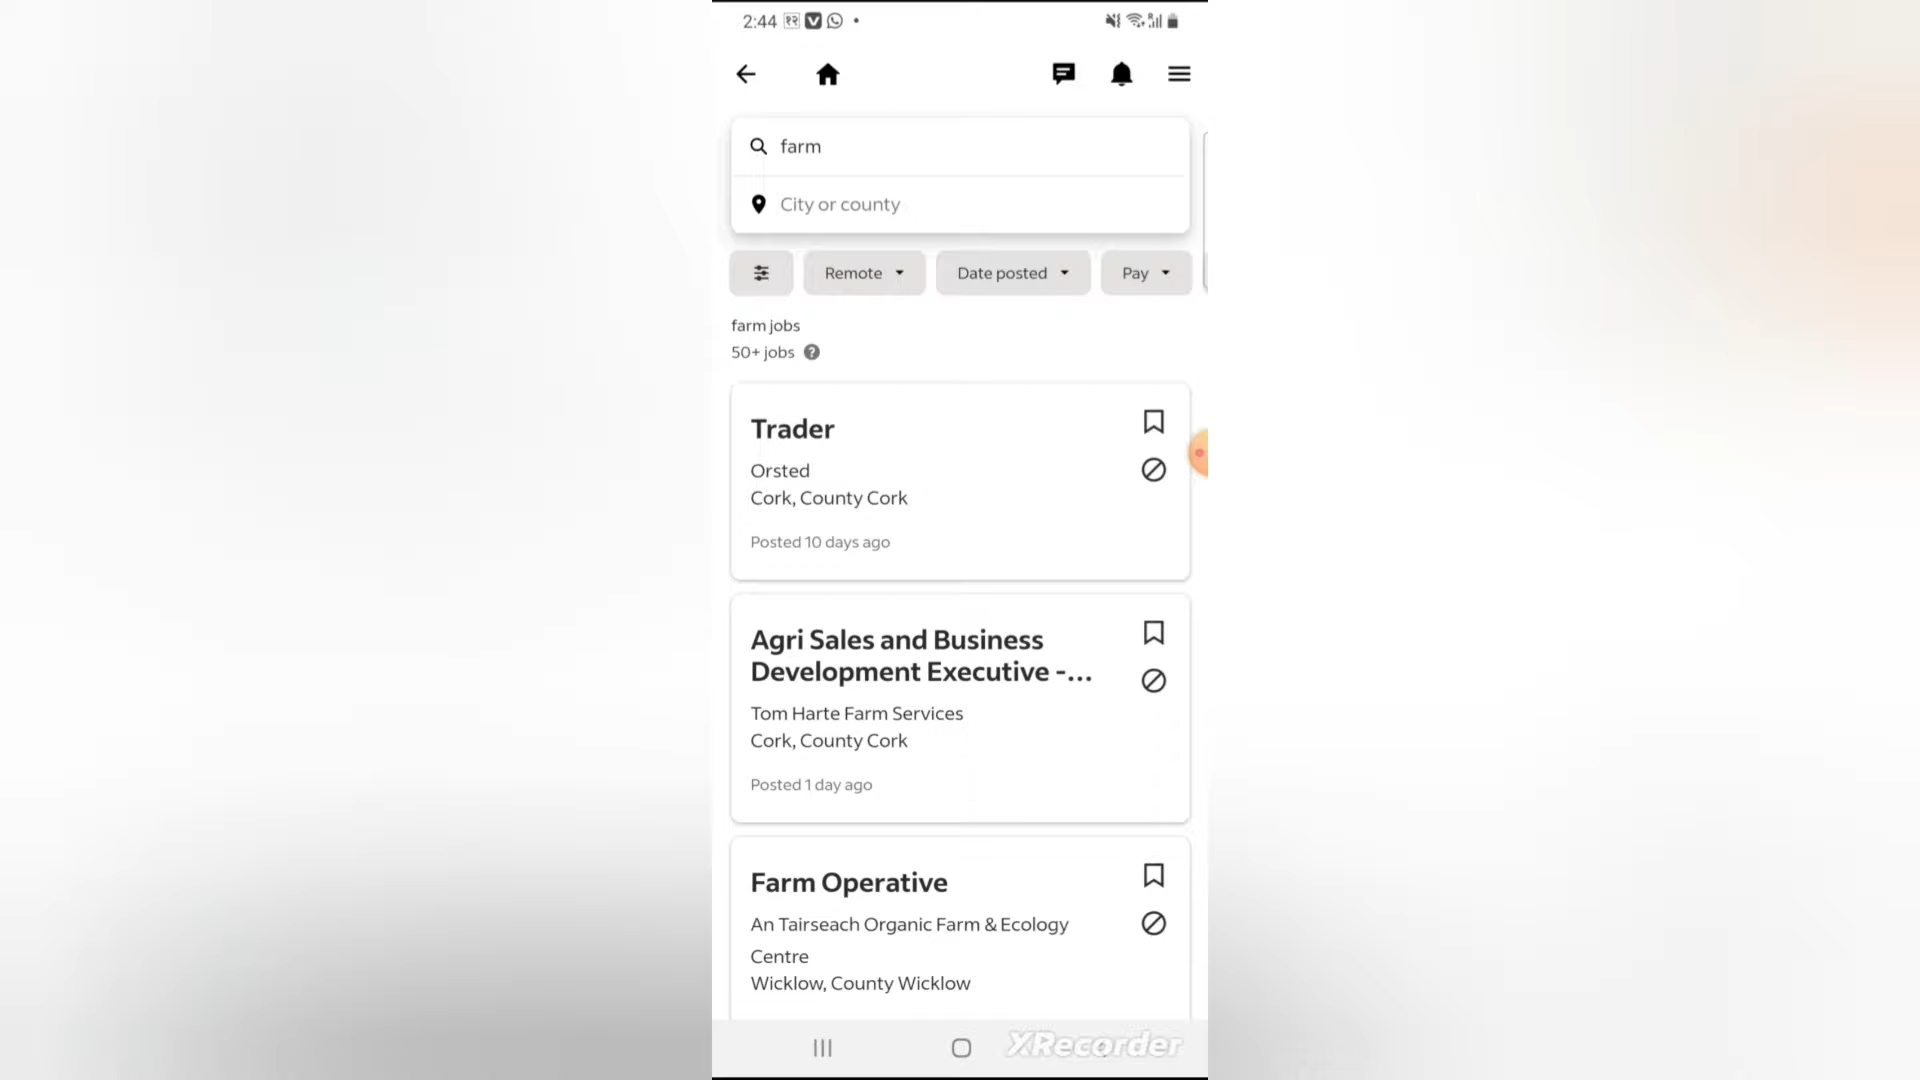 2:44 १२
farm
City or county
Remote
Date posted
Pay
farm jobs
50+ jobs ?
Trader
Orsted
Cork, County Cork
Posted 10 days ago
Agri Sales and Business
Development Executive -...
Tom Harte Farm Services
Cork, County Cork
Posted 1 day ago
Farm Operative
An Tairseach Organic Farm & Ecology
Centre
Wicklow, County Wicklow
XRecorder